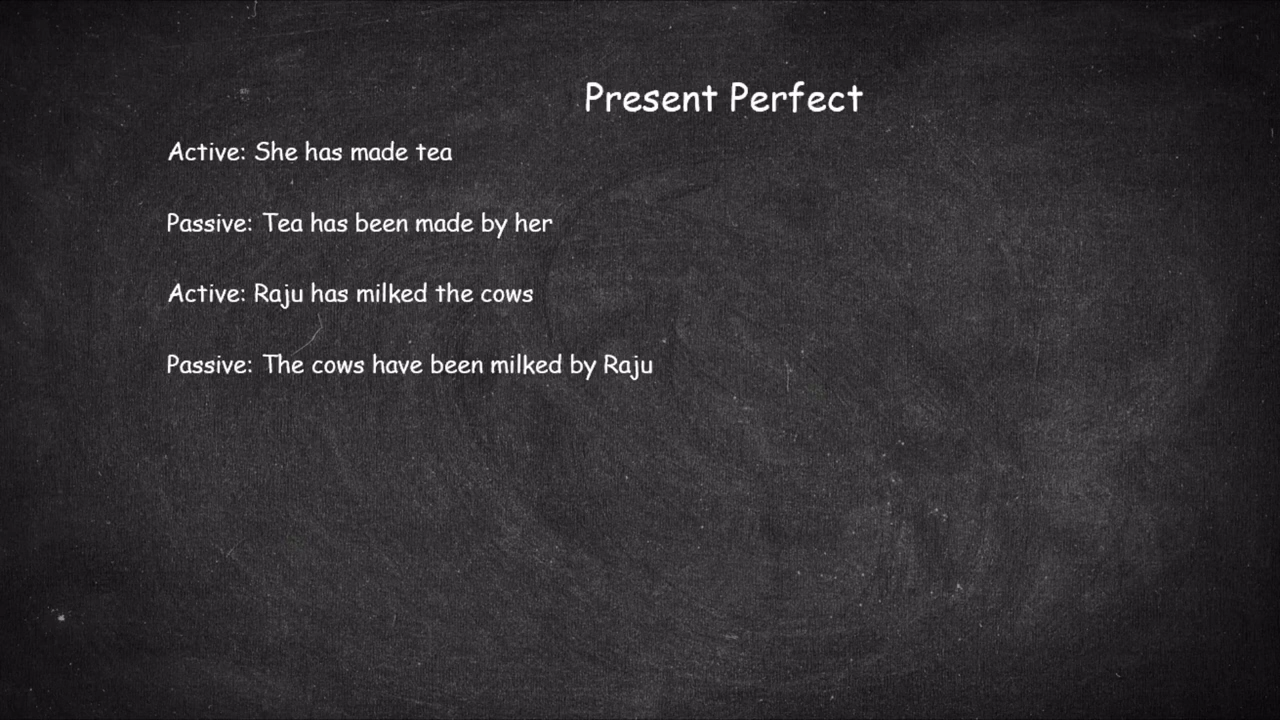 Present Perfect
Active: She has made tea
Passive: Tea has been made by her
Active: Raju has milked the cows
Passive: The cows have been milked by Raju